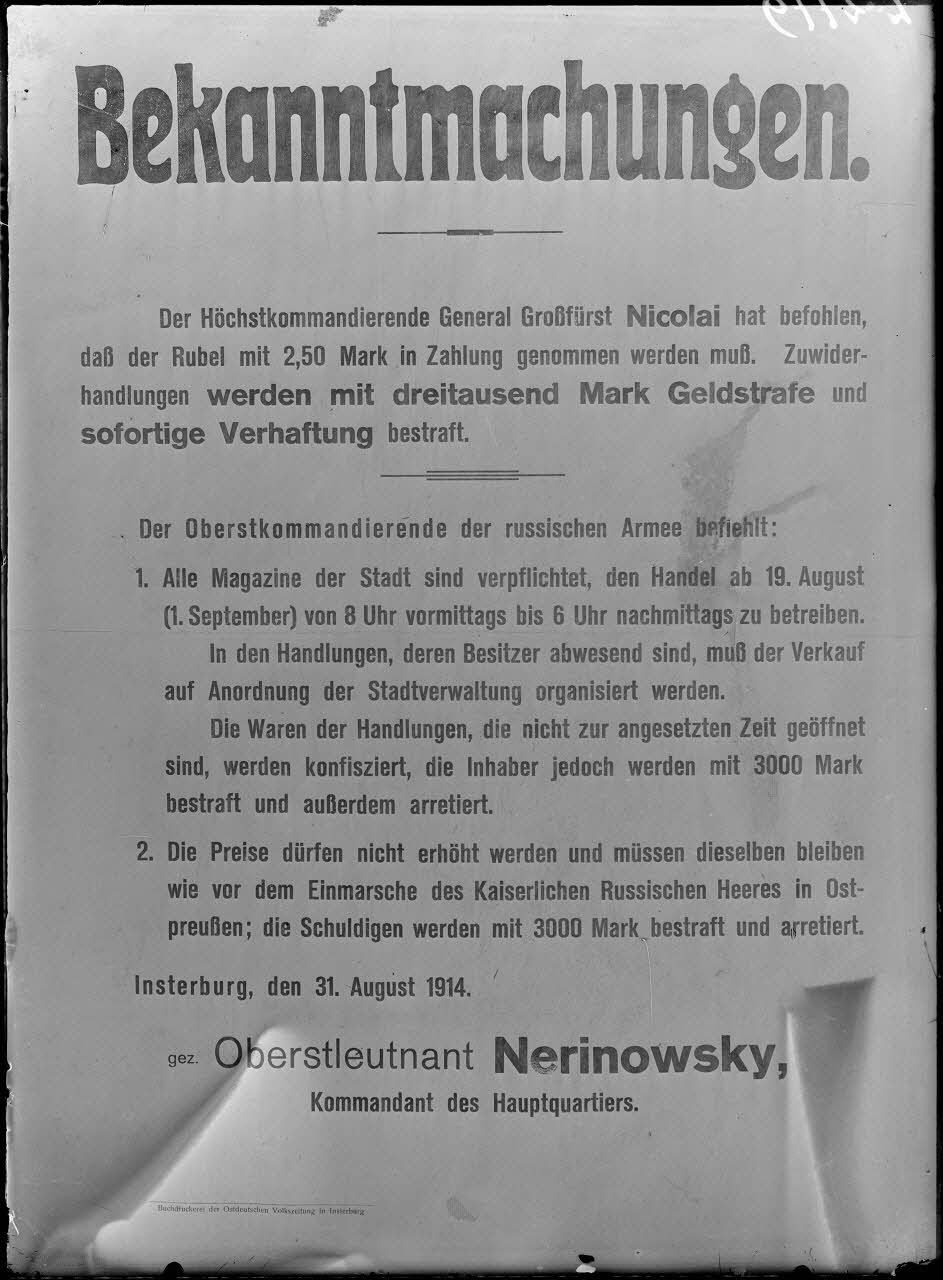 Bekanntmachungen.
Der Höchstkommandierende General Großfürst Nicolai hat befohlen,
daß der Rubel mit 2,50 Mark in Zahlung genommen werden muß. Zuwider-
handlungen werden mit dreitausend Mark Geldstrafe und
sofortige Verhaftung bestraft.
Der Oberstkommandierende der russischen Armee befiehlt:
1. Alle Magazine der Stadt sind verpflichtet, den Handel ab 19. August
(1. September) von 8 Uhr vormittags bis 6 Uhr nachmittags zu betreiben.
In den Handlungen, deren Besitzer abwesend sind, muß der Verkauf
auf Anordnung der Stadtverwaltung organisiert werden.
Die Waren der Handlungen, die nicht zur angesetzten Zeit geöffnet
sind, werden konfisziert, die Inhaber jedoch werden mit 3000 Mark
bestraft und außerdem arretiert.
2. Die Preise dürfen nicht erhöht werden und müssen dieselben bleiben
wie vor dem Einmarsche des Kaiserlichen Russischen Heeres in Ost-
preußen; die Schuldigen werden mit 3000 Mark bestraft und arretiert.
Insterburg, den 31. August 1914.
gez. Oberstleutnant Nerinowsky,
Kommandant des Hauptquartiers.
Buchdruckerei der Ostdeutschen Volkszeitung in Insterburg